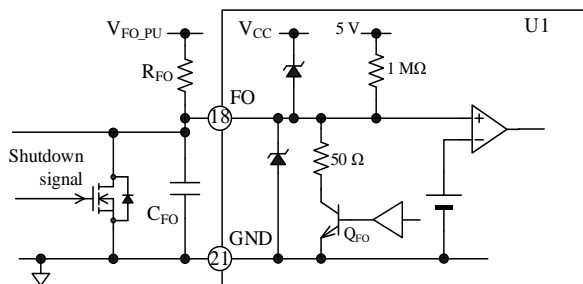 U1
V_FO_PU
V_CC
5 V
R_FO
1 MΩ
FO
18
+
−
Shutdown
signal
50 Ω
C_FO
Q_FO
GND
21